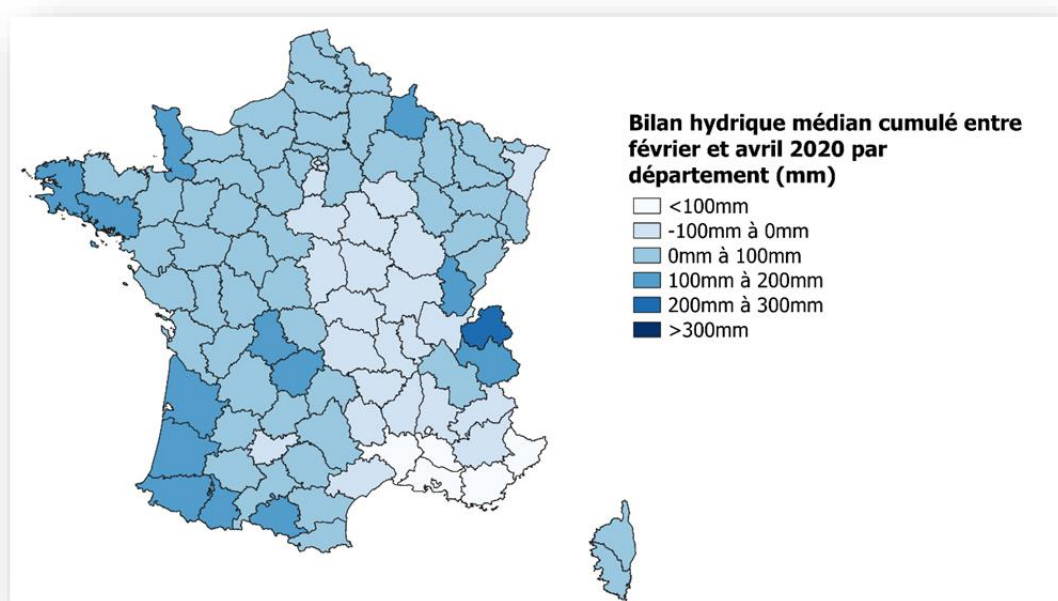 Bilan hydrique médian cumulé entre
février et avril 2020 par
département (mm)
<100mm
-100mm à 0mm
0mm à 100mm
100mm à 200mm
200mm à 300mm
>300mm